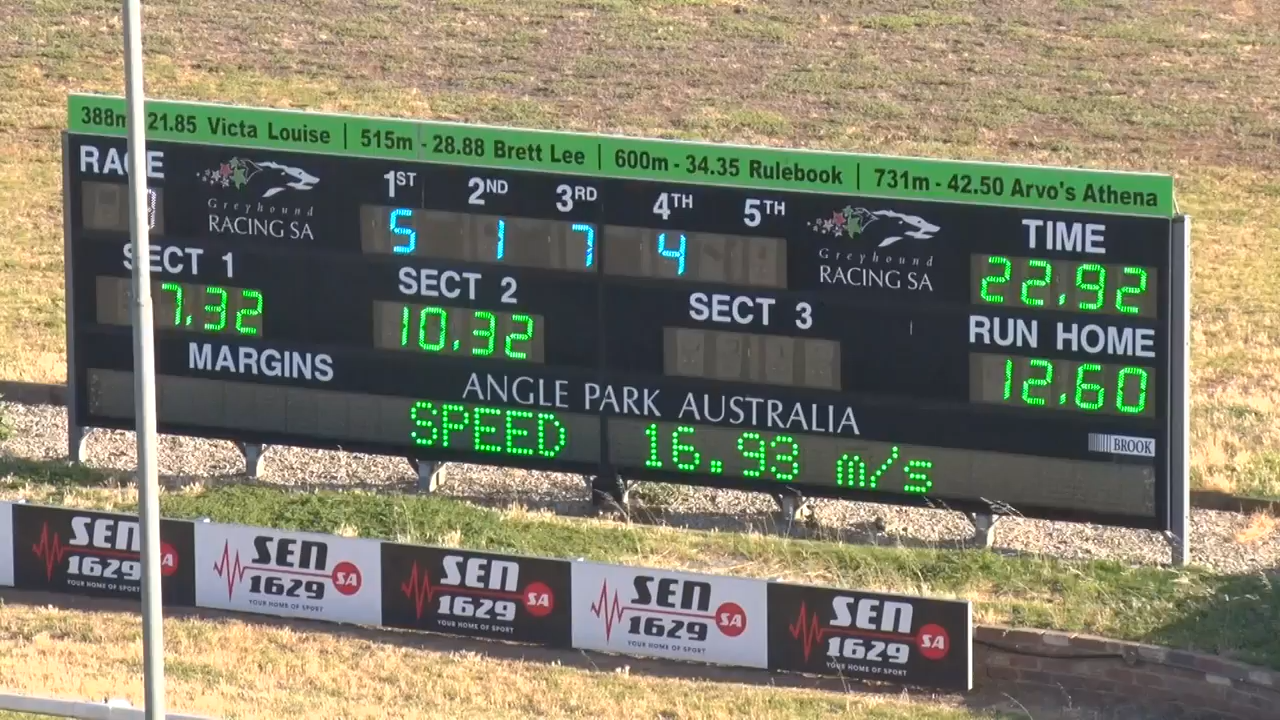 388m 21.85 Victa Louise | 515m - 28.88 Brett Lee | 600m - 34.35 Rulebook | 731m - 42.50 Arvo's Athena
RACE
Greyhound
RACING SA
1ST 2ND 3RD 4TH 5TH
5 1 7 4
Greyhound
RACING SA
TIME
22.92
SECT 1
7.32
SECT 2
10.32
SECT 3
RUN HOME
12.60
MARGINS
ANGLE PARK AUSTRALIA
BROOK
SPEED 16.93 m/s
SEN
1629 SA
YOUR HOME OF SPORT
SEN
1629 SA
YOUR HOME OF SPORT
SEN
1629 SA
YOUR HOME OF SPORT
SEN
1629 SA
YOUR HOME OF SPORT
SEN
1629 SA
YOUR HOME OF SPORT